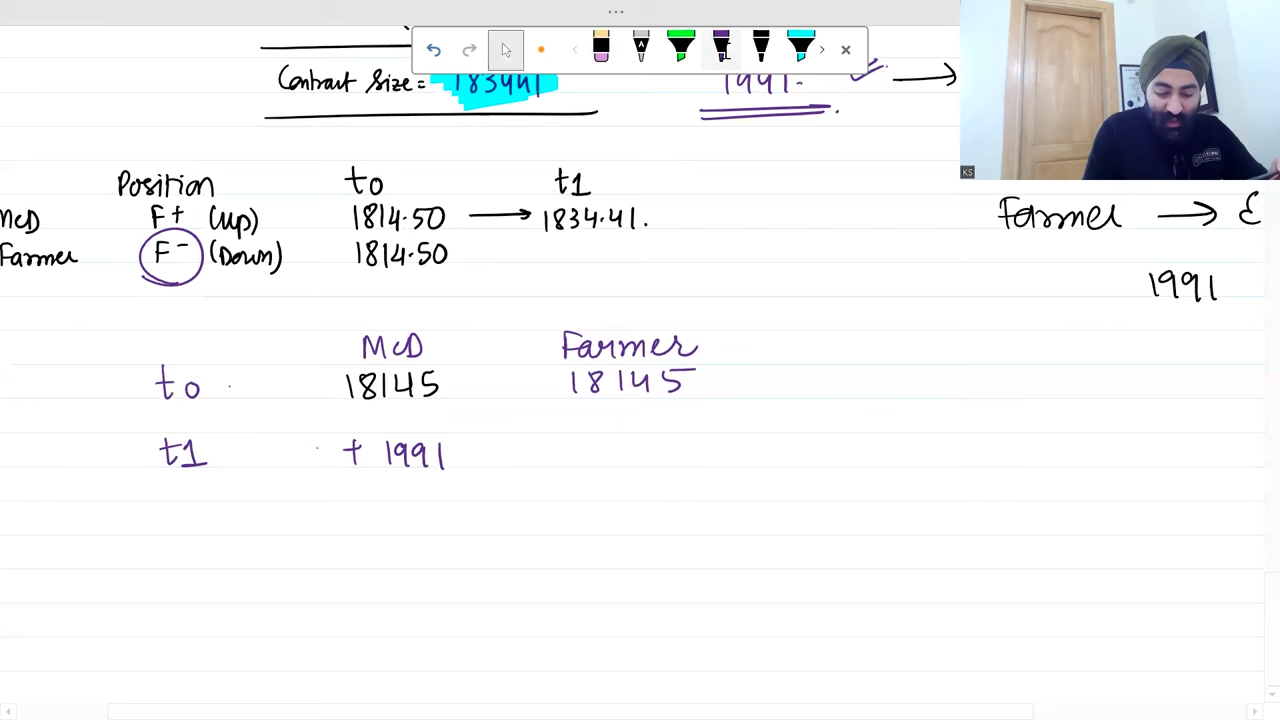 Contract Size = 183441 1991.
Position t0 t1
McD F+ (Up) 1814.50 → 1834.41.
Farmer F- (Down) 1814.50
Farmer → E
1991
McD Farmer
t0 18145 18145
t1 + 1991
KS